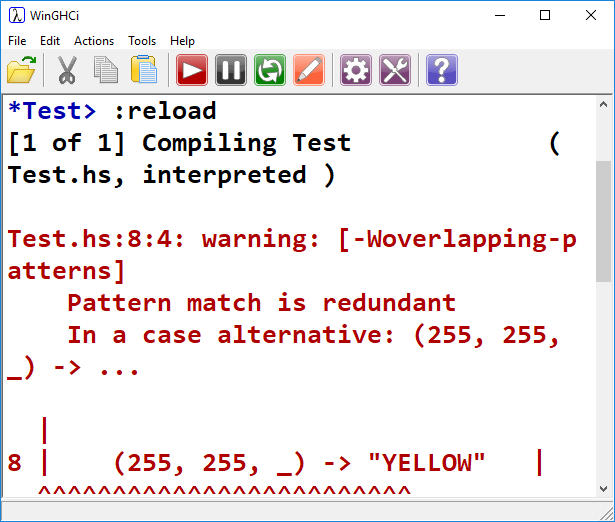 WinGHCi
File Edit Actions Tools Help
*Test> :reload
[1 of 1] Compiling Test             (
Test.hs, interpreted )
Test.hs:8:4: warning: [-Woverlapping-p
atterns]
    Pattern match is redundant
    In a case alternative: (255, 255,
_) -> ...
  |
8 |    (255, 255, _) -> "YELLOW"   |
  ^^^^^^^^^^^^^^^^^^^^^^^^^